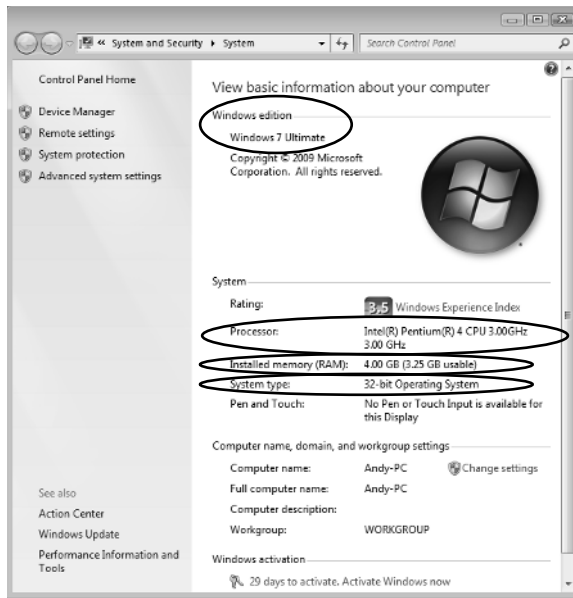 « System and Security ▸ System
Search Control Panel
Control Panel Home
Device Manager
Remote settings
System protection
Advanced system settings
See also
Action Center
Windows Update
Performance Information and
Tools
View basic information about your computer
Windows edition
Windows 7 Ultimate
Copyright © 2009 Microsoft
Corporation. All rights reserved.
System
Rating: 3,5 Windows Experience Index
Processor: Intel(R) Pentium(R) 4 CPU 3.00GHz
3.00 GHz
Installed memory (RAM): 4.00 GB (3.25 GB usable)
System type: 32-bit Operating System
Pen and Touch: No Pen or Touch Input is available for
this Display
Computer name, domain, and workgroup settings
Computer name: Andy-PC Change settings
Full computer name: Andy-PC
Computer description:
Workgroup: WORKGROUP
Windows activation
29 days to activate. Activate Windows now